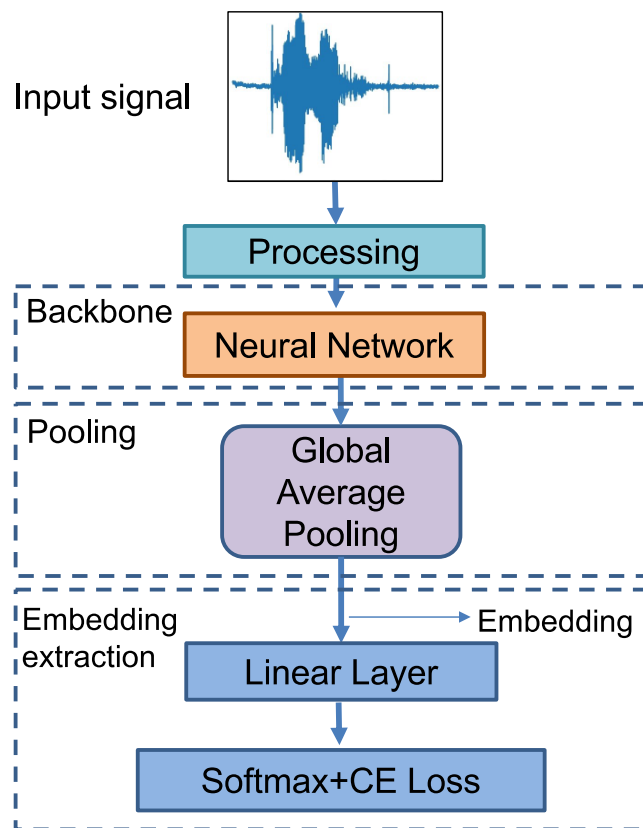 Input signal
Processing
Backbone
Neural Network
Pooling
Global
Average
Pooling
Embedding
extraction
Embedding
Linear Layer
Softmax+CE Loss